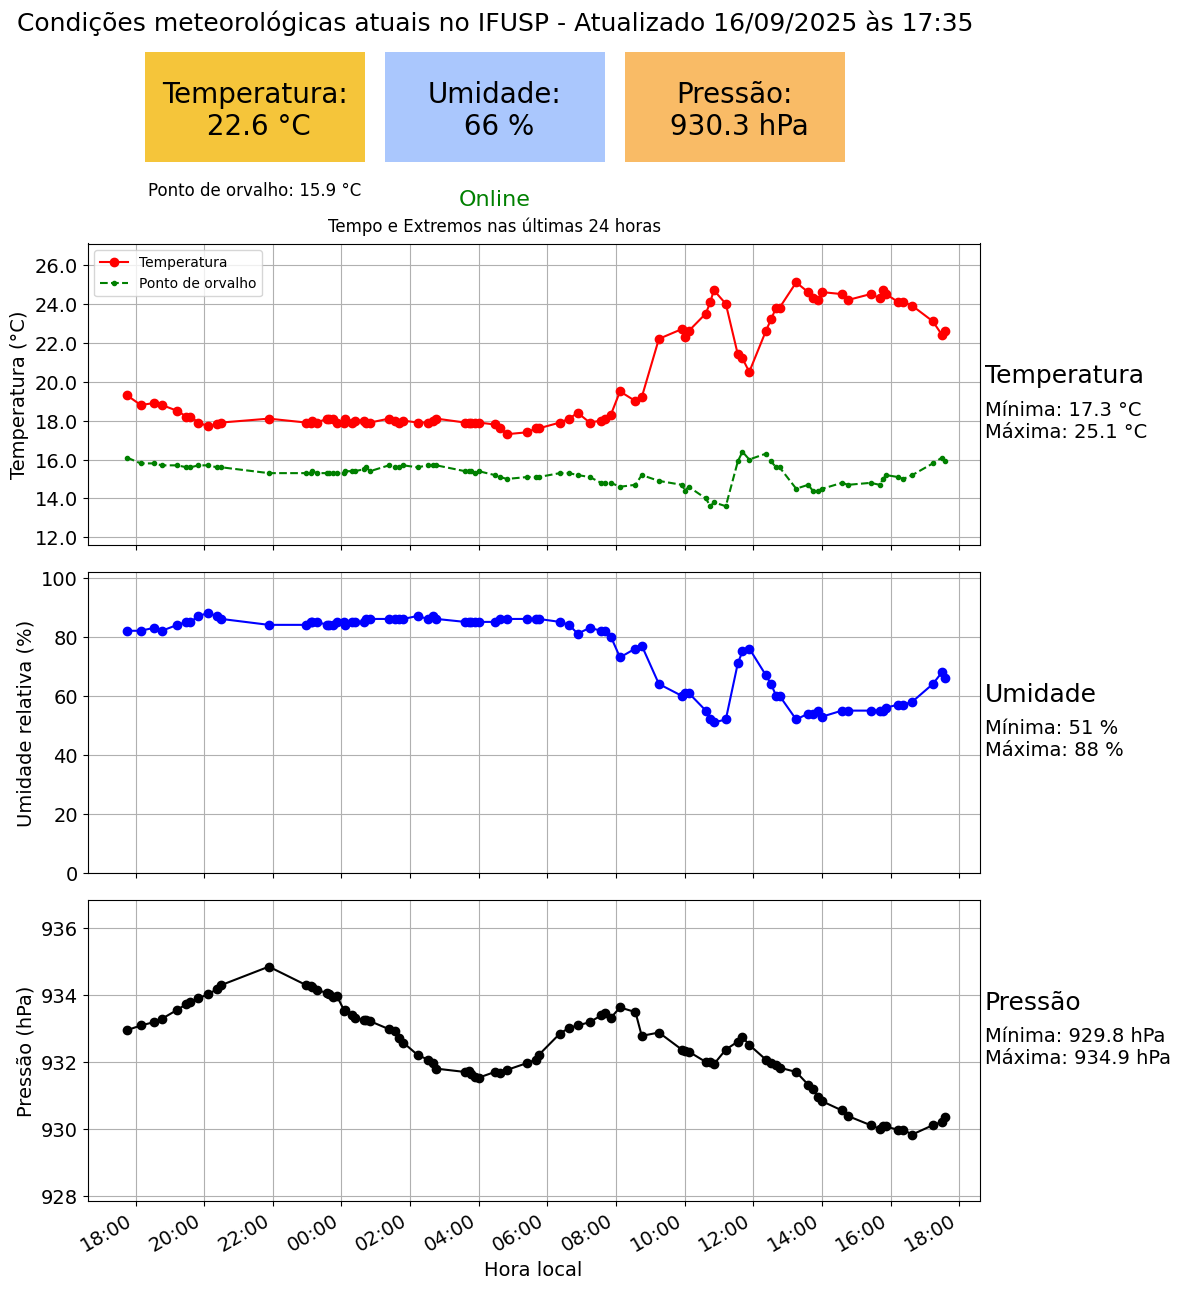 Condições meteorológicas atuais no IFUSP - Atualizado 16/09/2025 às 17:35
Temperatura:
22.6 °C
Umidade:
66 %
Pressão:
930.3 hPa
Ponto de orvalho: 15.9 °C
Online
Tempo e Extremos nas últimas 24 horas
Temperatura
Ponto de orvalho
Temperatura (°C)
26.0
24.0
22.0
20.0
18.0
16.0
14.0
12.0
Temperatura
Mínima: 17.3 °C
Máxima: 25.1 °C
Umidade relativa (%)
100
80
60
40
20
0
Umidade
Mínima: 51 %
Máxima: 88 %
Pressão (hPa)
936
934
932
930
928
Pressão
Mínima: 929.8 hPa
Máxima: 934.9 hPa
18:00 20:00 22:00 00:00 02:00 04:00 06:00 08:00 10:00 12:00 14:00 16:00 18:00
Hora local